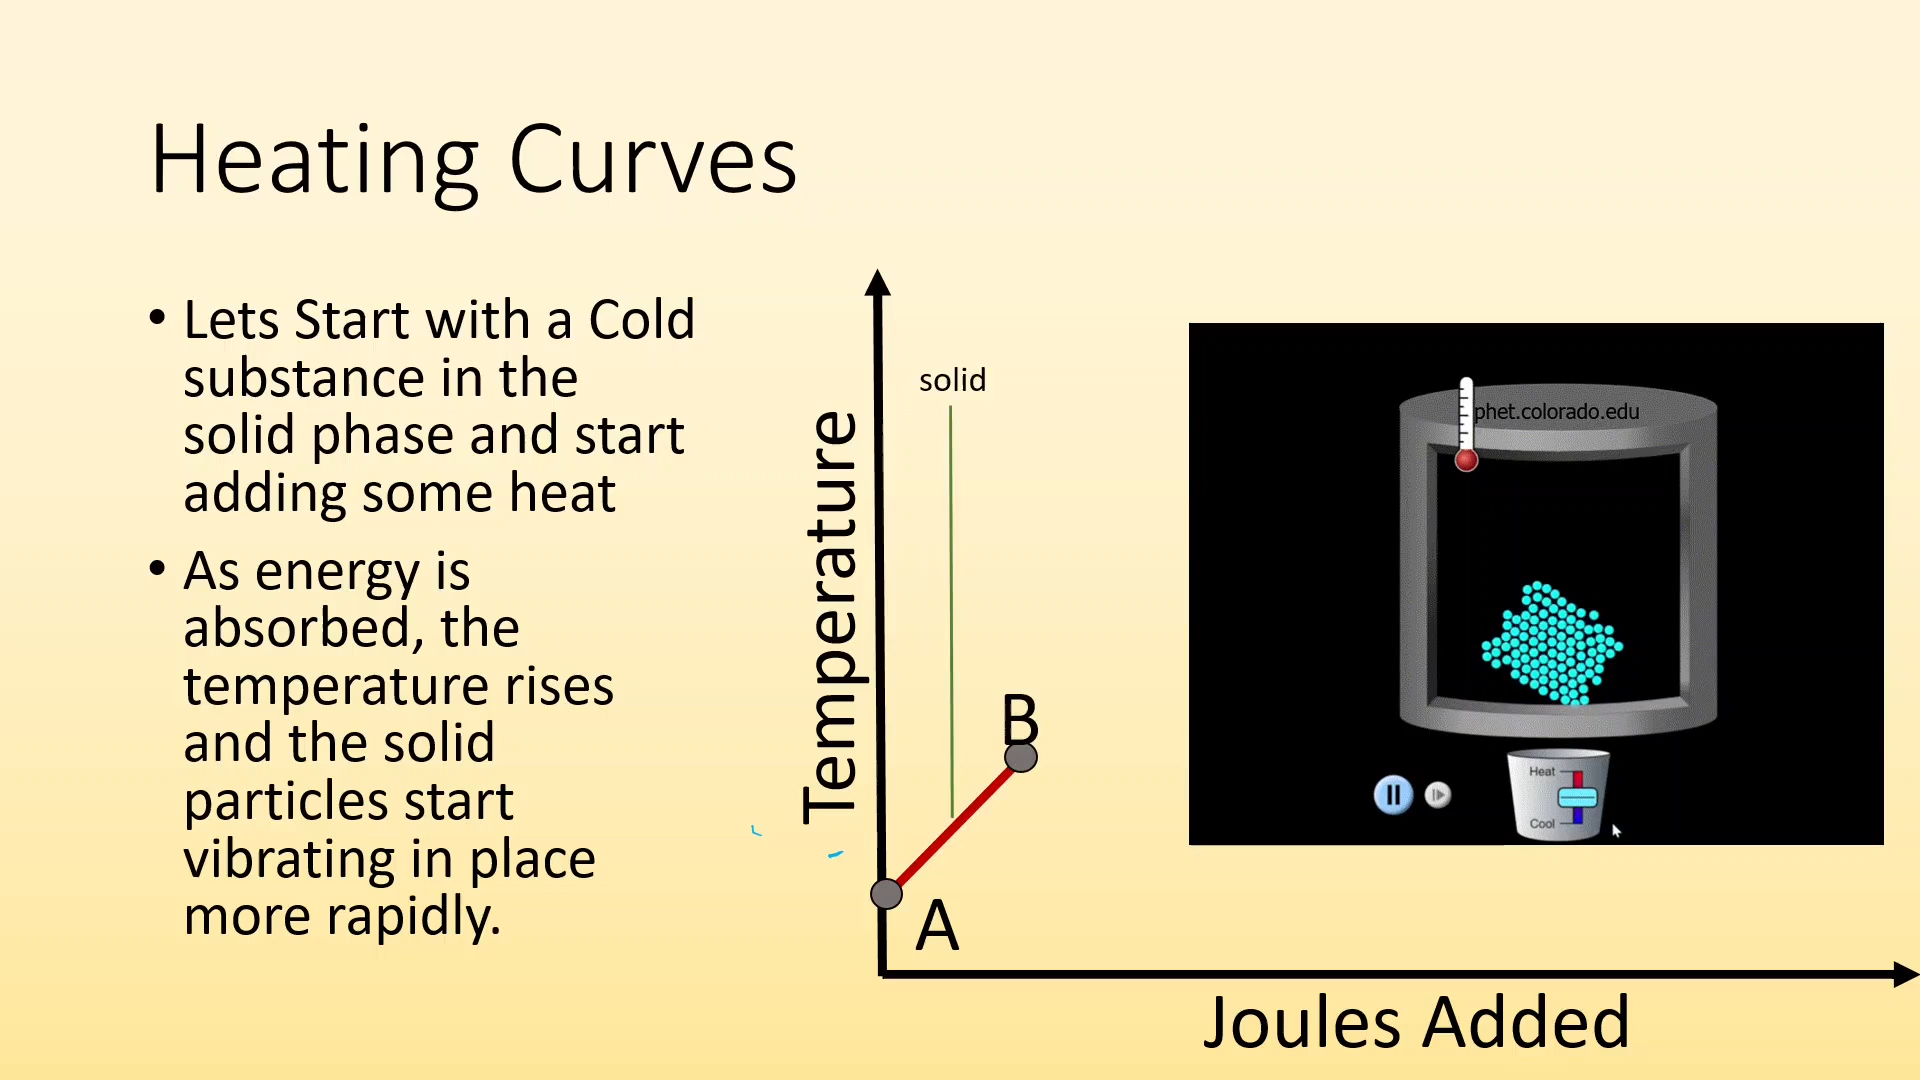 Heating Curves
• Lets Start with a Cold
substance in the
solid phase and start
adding some heat
• As energy is
absorbed, the
temperature rises
and the solid
particles start
vibrating in place
more rapidly.
Temperature
solid
B
A
Joules Added
phet.colorado.edu
Heat
Cool